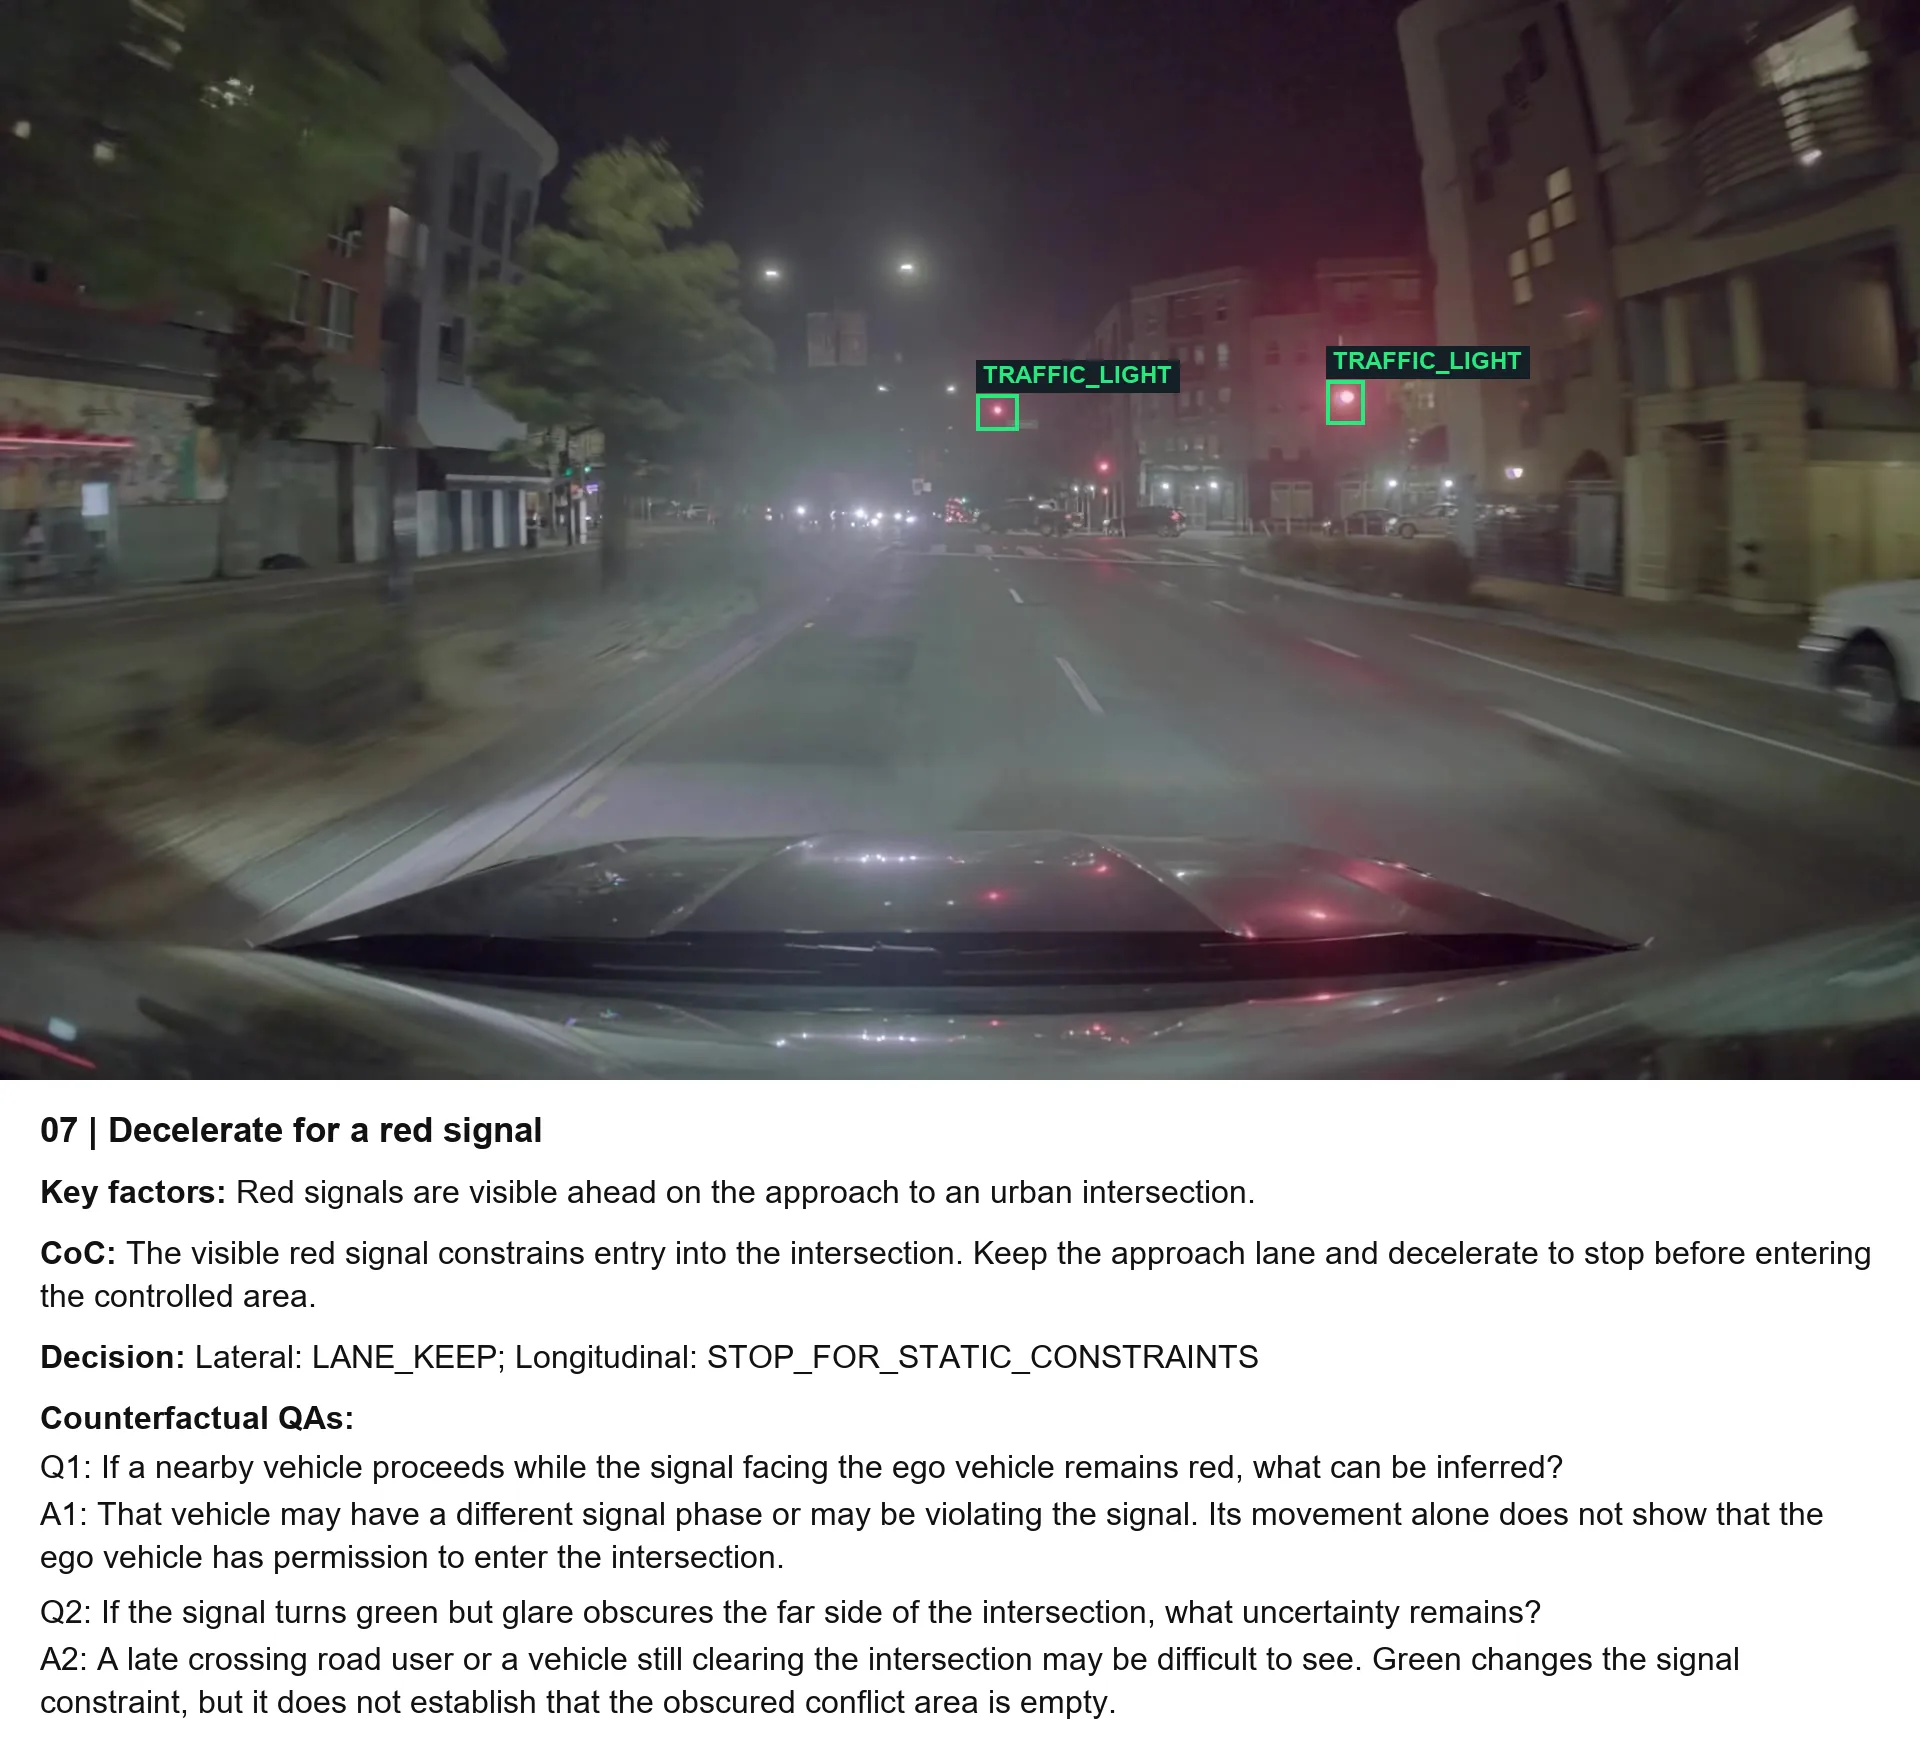 TRAFFIC_LIGHT
TRAFFIC_LIGHT
07 | Decelerate for a red signal
Key factors: Red signals are visible ahead on the approach to an urban intersection.
CoC: The visible red signal constrains entry into the intersection. Keep the approach lane and decelerate to stop before entering
the controlled area.
Decision: Lateral: LANE_KEEP; Longitudinal: STOP_FOR_STATIC_CONSTRAINTS
Counterfactual QAs:
Q1: If a nearby vehicle proceeds while the signal facing the ego vehicle remains red, what can be inferred?
A1: That vehicle may have a different signal phase or may be violating the signal. Its movement alone does not show that the
ego vehicle has permission to enter the intersection.
Q2: If the signal turns green but glare obscures the far side of the intersection, what uncertainty remains?
A2: A late crossing road user or a vehicle still clearing the intersection may be difficult to see. Green changes the signal
constraint, but it does not establish that the obscured conflict area is empty.